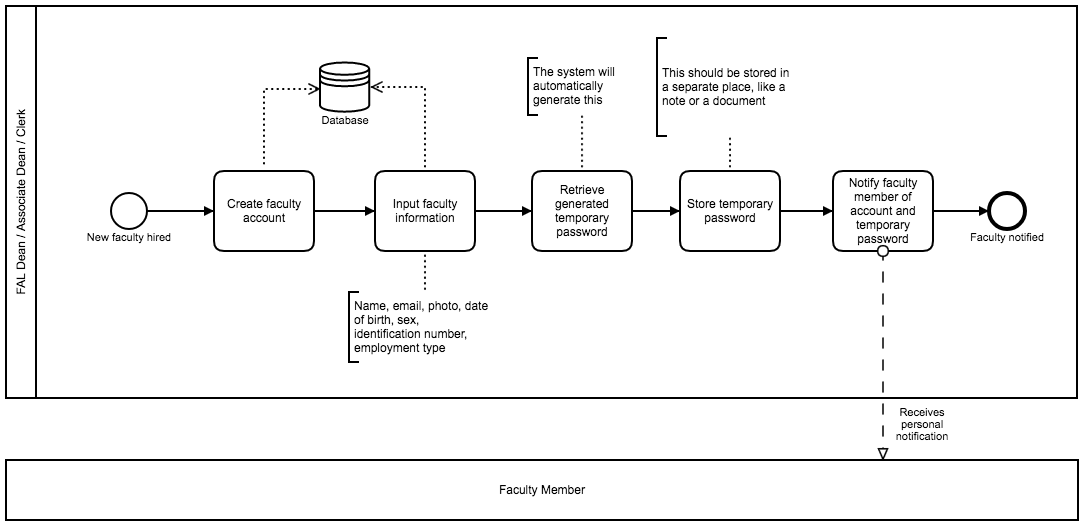 FAL Dean / Associate Dean / Clerk
The system will
automatically
generate this
This should be stored in
a separate place, like a
note or a document
Database
New faculty hired
Create faculty
account
Input faculty
information
Retrieve
generated
temporary
password
Store temporary
password
Notify faculty
member of
account and
temporary
password
Faculty notified
Name, email, photo, date
of birth, sex,
identification number,
employment type
Receives
personal
notification
Faculty Member